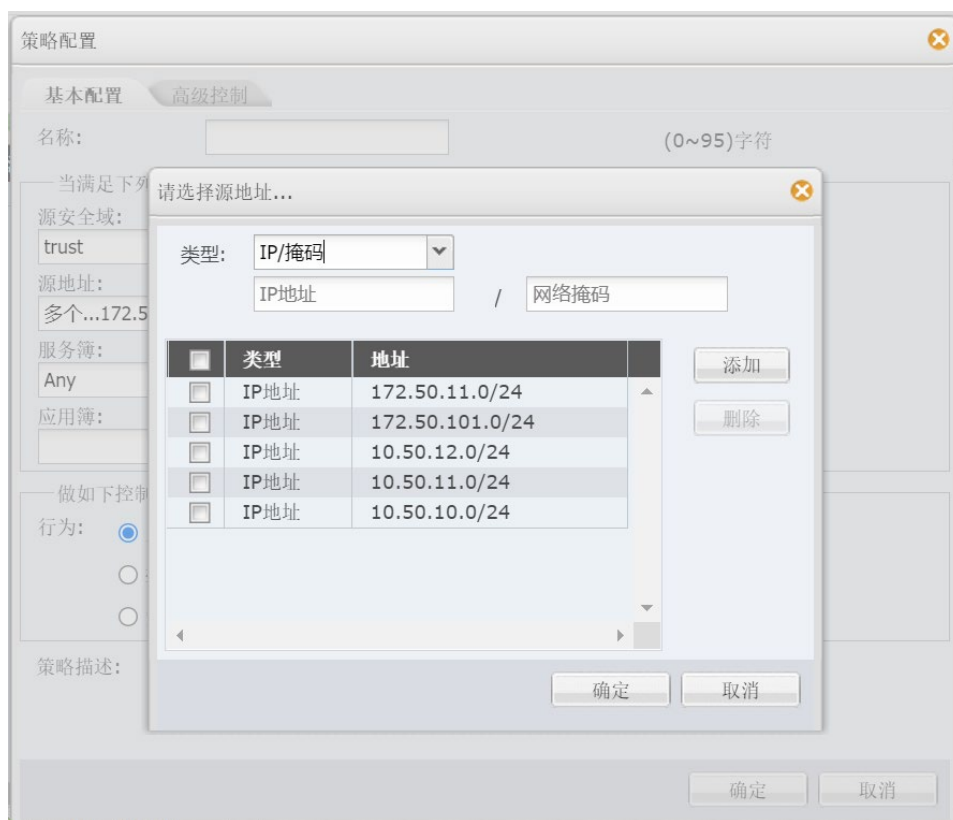 策略配置
基本配置 高级控制
名称: (0~95)字符
当满足下列
请选择源地址...
源安全域:
trust
类型: IP/掩码
源地址:
IP地址 / 网络掩码
多个...172.5
服务簿:
类型 地址 添加
Any
IP地址 172.50.11.0/24
应用簿:
IP地址 172.50.101.0/24 删除
IP地址 10.50.12.0/24
IP地址 10.50.11.0/24
做如下控制
IP地址 10.50.10.0/24
行为:
策略描述:
确定 取消
确定 取消